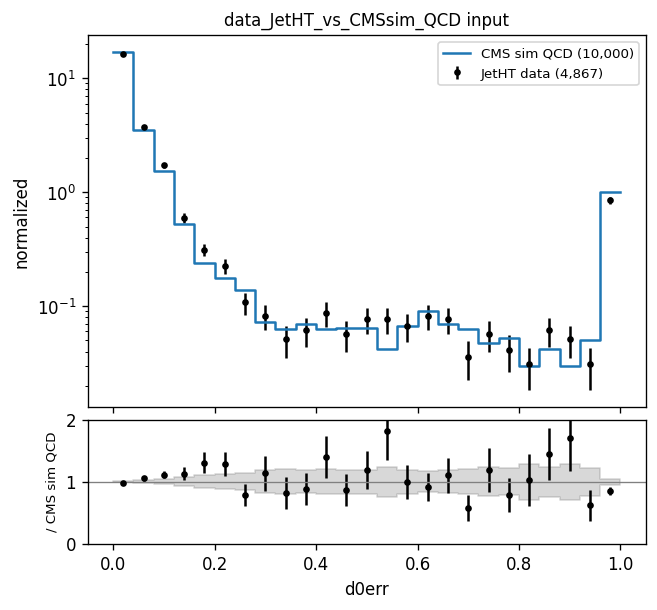 data_JetHT_vs_CMSsim_QCD input
CMS sim QCD (10,000)
JetHT data (4,867)
normalized
10¹
10⁰
10⁻¹
/ CMS sim QCD
2
1
0
0.0 0.2 0.4 0.6 0.8 1.0
d0err